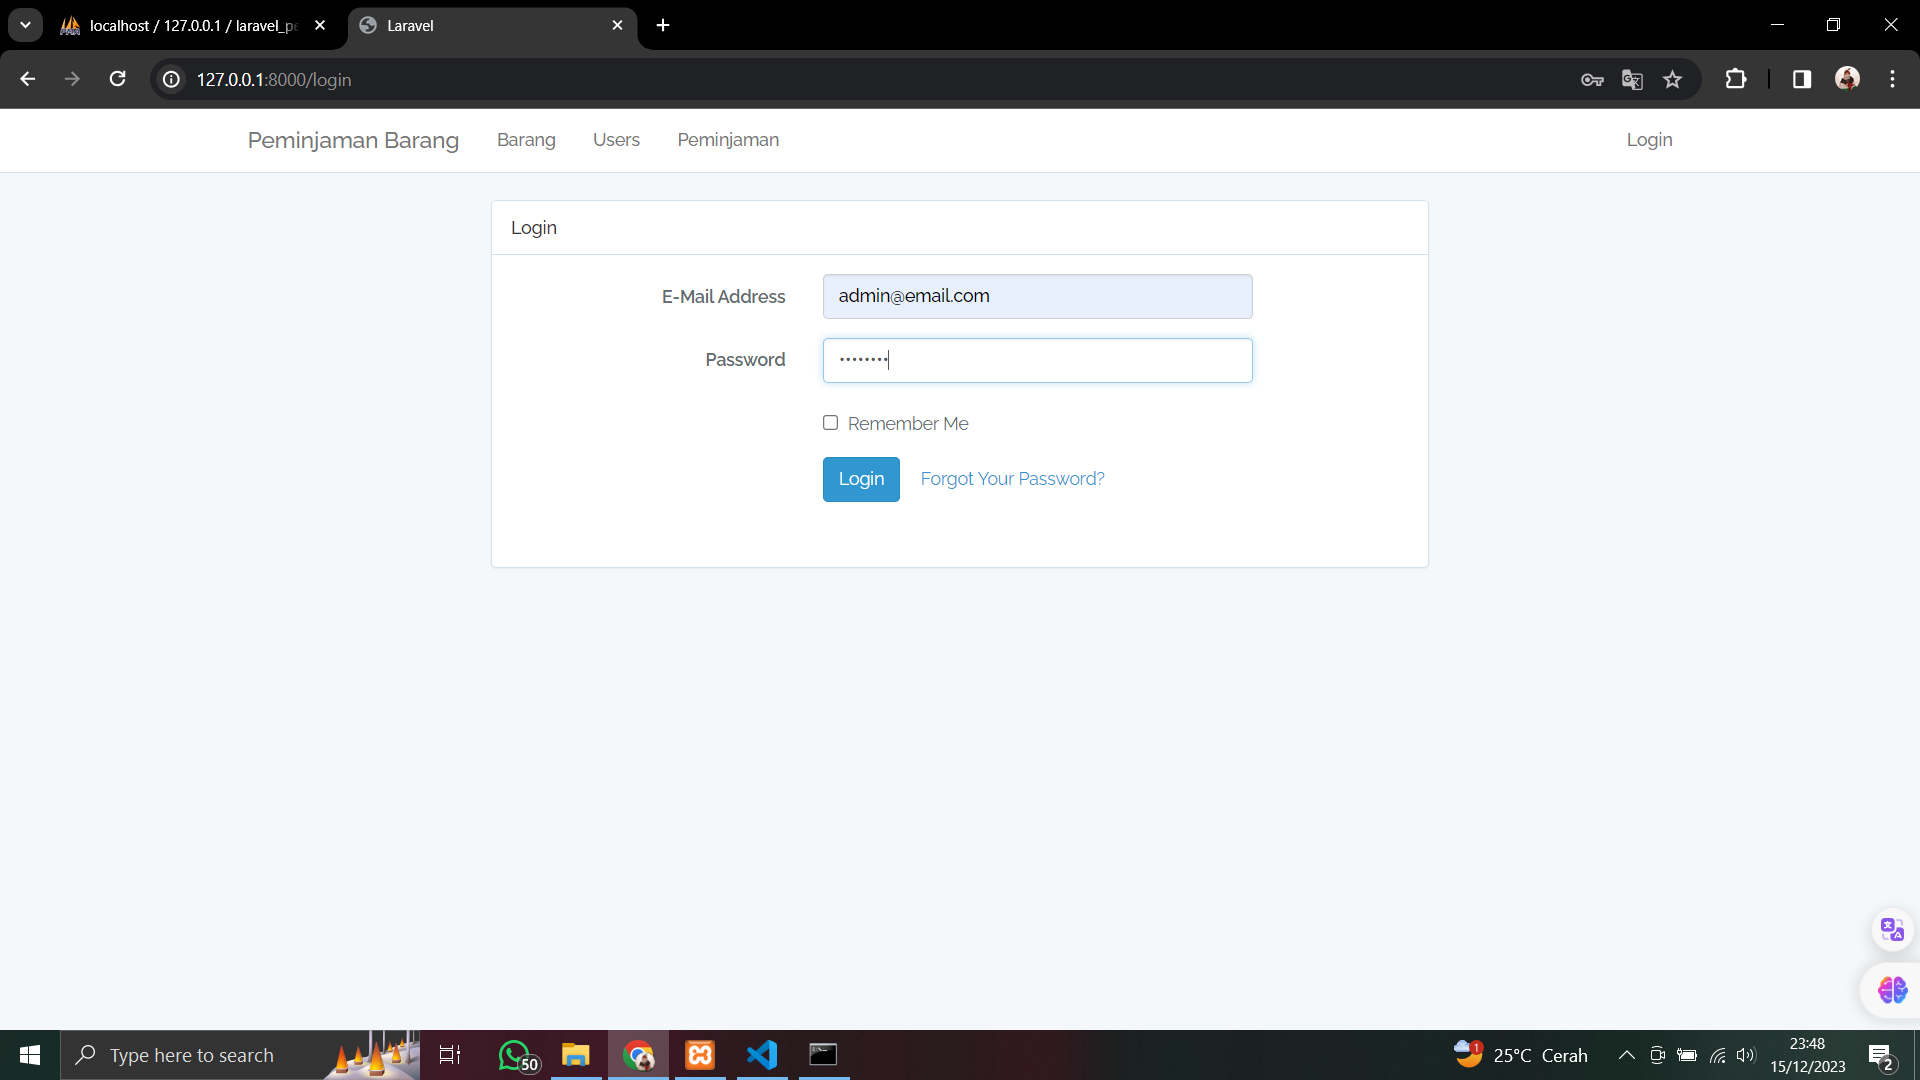 localhost / 127.0.0.1 / laravel_pe
Laravel
127.0.0.1:8000/login
Peminjaman Barang Barang Users Peminjaman Login
Login
E-Mail Address admin@email.com
Password ••••••••
Remember Me
Login Forgot Your Password?
Type here to search
50
1
25°C Cerah
23:48
15/12/2023
2